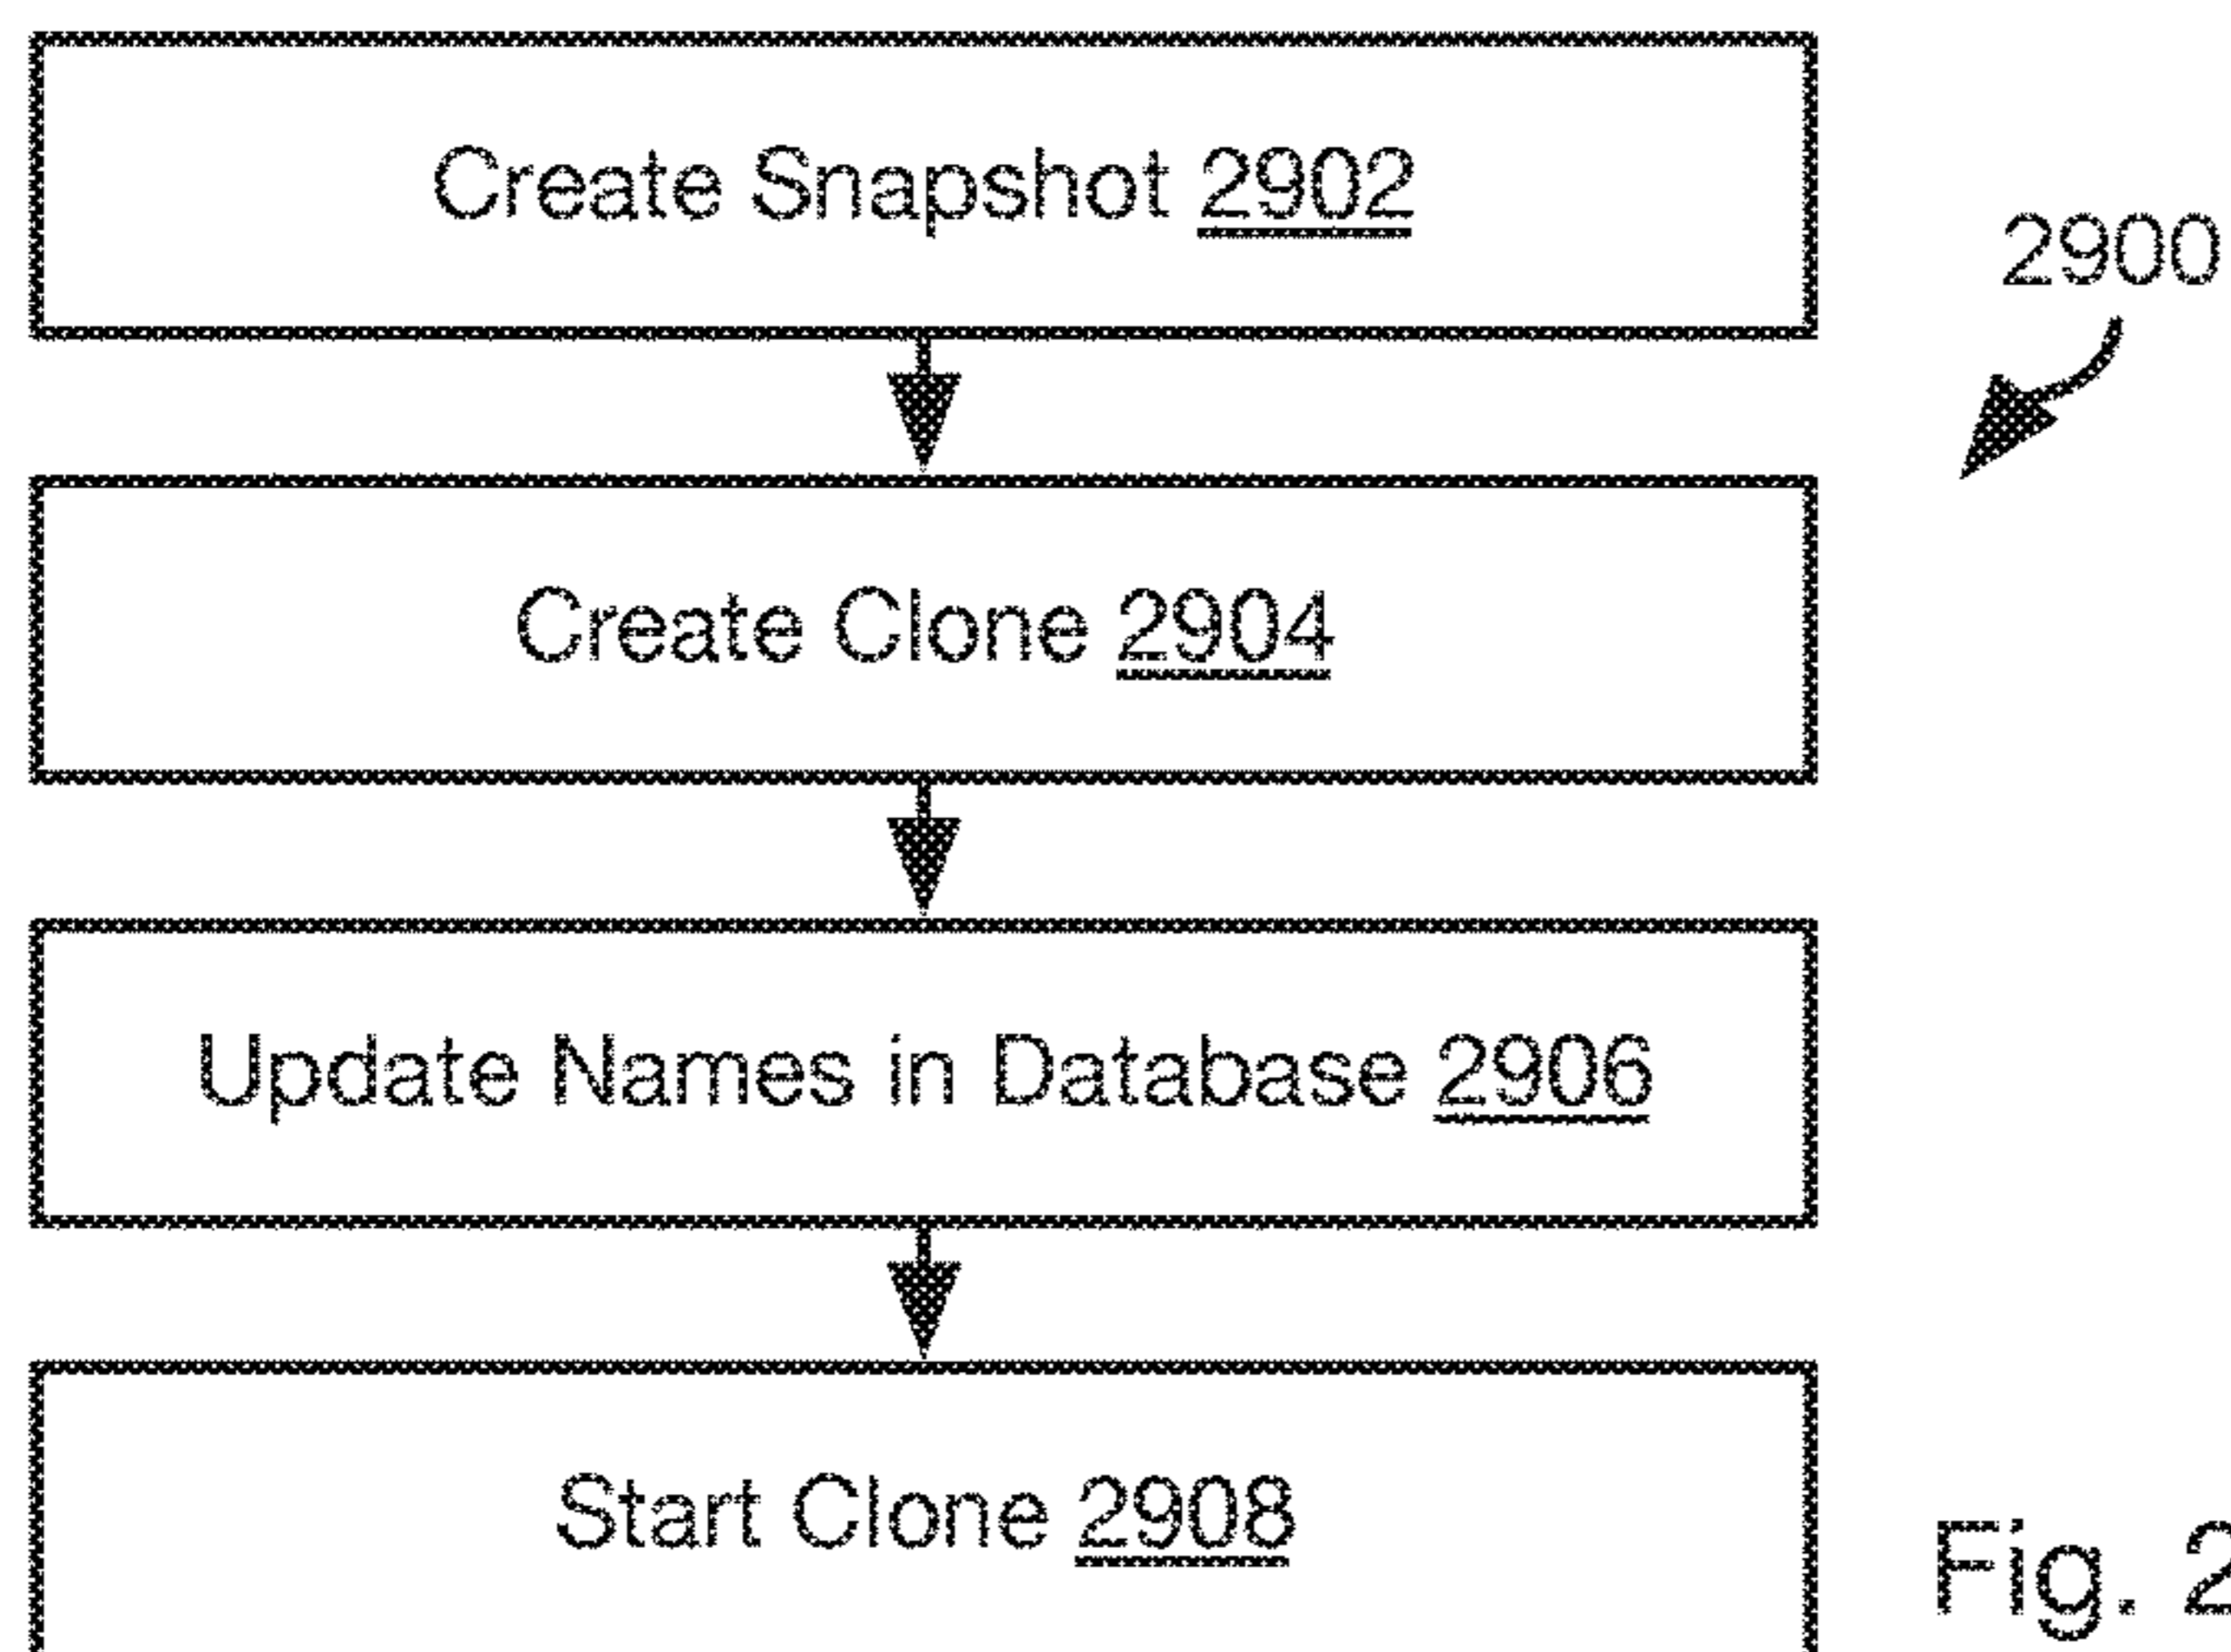 Create Snapshot 2902
2900
Create Clone 2904
Update Names in Database 2906
Start Clone 2908
Fig. 2